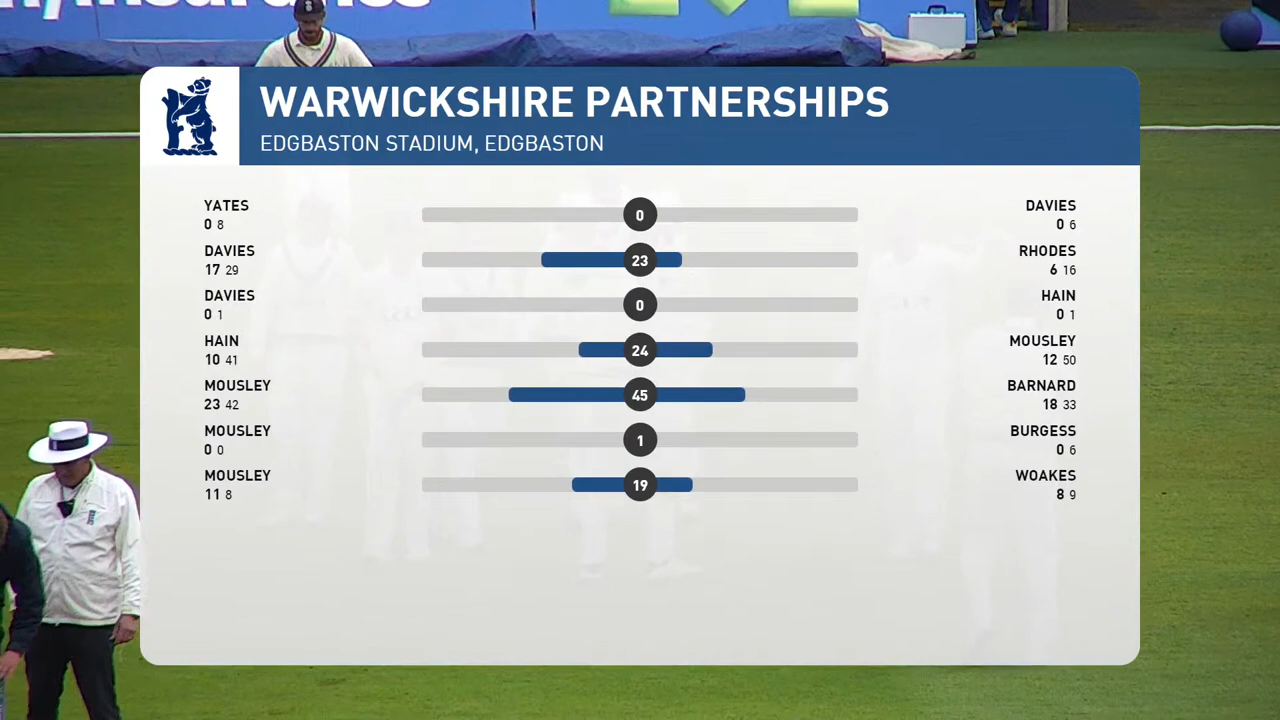 WARWICKSHIRE PARTNERSHIPS
EDGBASTON STADIUM, EDGBASTON
YATES 0 DAVIES
0 8 0 6
DAVIES 23 RHODES
17 29 6 16
DAVIES 0 HAIN
0 1 0 1
HAIN 24 MOUSLEY
10 41 12 50
MOUSLEY 45 BARNARD
23 42 18 33
MOUSLEY 1 BURGESS
0 0 0 6
MOUSLEY 19 WOAKES
11 8 8 9